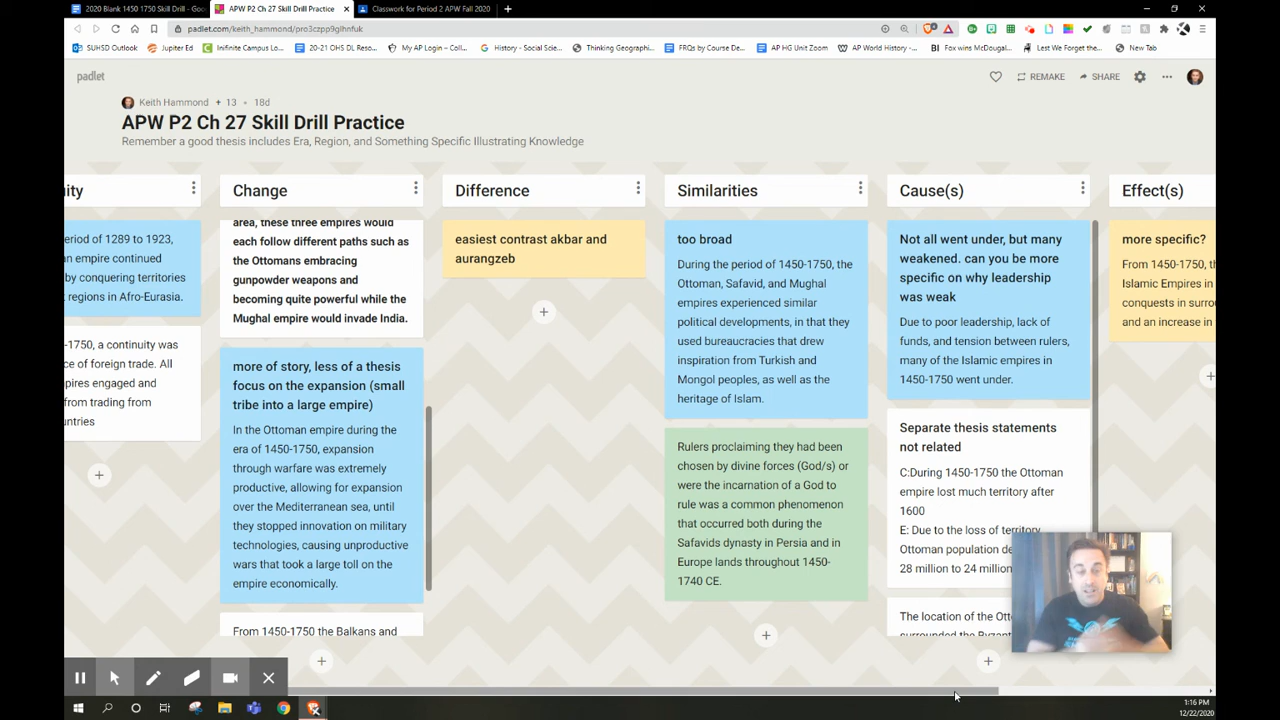 2020 Blank 1450 1750 Skill Drill - Goo
APW P2 Ch 27 Skill Drill Practice
Classwork for Period 2 APW Fall 2020
padlet.com/keith_hammond/pro3czpp9glhnfuk
SUHSD Outlook
Jupiter Ed
Infinite Campus Lo...
20-21 OHS DL Reso...
My AP Login – Coll...
History - Social Scie...
Thinking Geographi...
FRQs by Course De...
AP HG Unit Zoom
AP World History -...
Fox wins McDougal...
Lest We Forget the...
New Tab
padlet
REMAKE
SHARE
Keith Hammond + 13 • 18d
APW P2 Ch 27 Skill Drill Practice
Remember a good thesis includes Era, Region, and Something Specific Illustrating Knowledge
uity
eriod of 1289 to 1923,
an empire continued
by conquering territories
t regions in Afro-Eurasia.
-1750, a continuity was
ce of foreign trade. All
pires engaged and
from trading from
untries
Change
area, these three empires would
each follow different paths such as
the Ottomans embracing
gunpowder weapons and
becoming quite powerful while the
Mughal empire would invade India.
more of story, less of a thesis
focus on the expansion (small
tribe into a large empire)
In the Ottoman empire during the
era of 1450-1750, expansion
through warfare was extremely
productive, allowing for expansion
over the Mediterranean sea, until
they stopped innovation on military
technologies, causing unproductive
wars that took a large toll on the
empire economically.
From 1450-1750 the Balkans and
Difference
easiest contrast akbar and
aurangzeb
Similarities
too broad
During the period of 1450-1750, the
Ottoman, Safavid, and Mughal
empires experienced similar
political developments, in that they
used bureaucracies that drew
inspiration from Turkish and
Mongol peoples, as well as the
heritage of Islam.
Rulers proclaiming they had been
chosen by divine forces (God/s) or
were the incarnation of a God to
rule was a common phenomenon
that occurred both during the
Safavids dynasty in Persia and in
Europe lands throughout 1450-
1740 CE.
Cause(s)
Not all went under, but many
weakened. can you be more
specific on why leadership
was weak
Due to poor leadership, lack of
funds, and tension between rulers,
many of the Islamic empires in
1450-1750 went under.
Separate thesis statements
not related
C:During 1450-1750 the Ottoman
empire lost much territory after
1600
E: Due to the loss of territory
Ottoman population de
28 million to 24 million
The location of the Ott
surrounded the Byzant
Effect(s)
more specific?
From 1450-1750, th
Islamic Empires in
conquests in surro
and an increase in
1:16 PM
12/22/2020